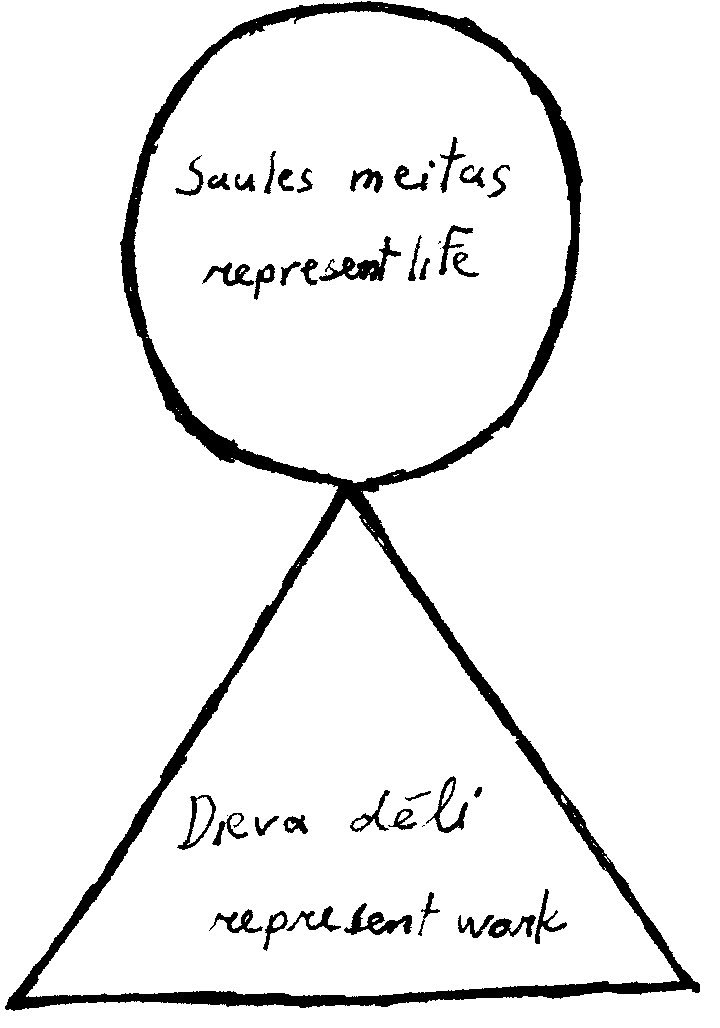 Saules meitas
represent life
Dieva dēli
represent work